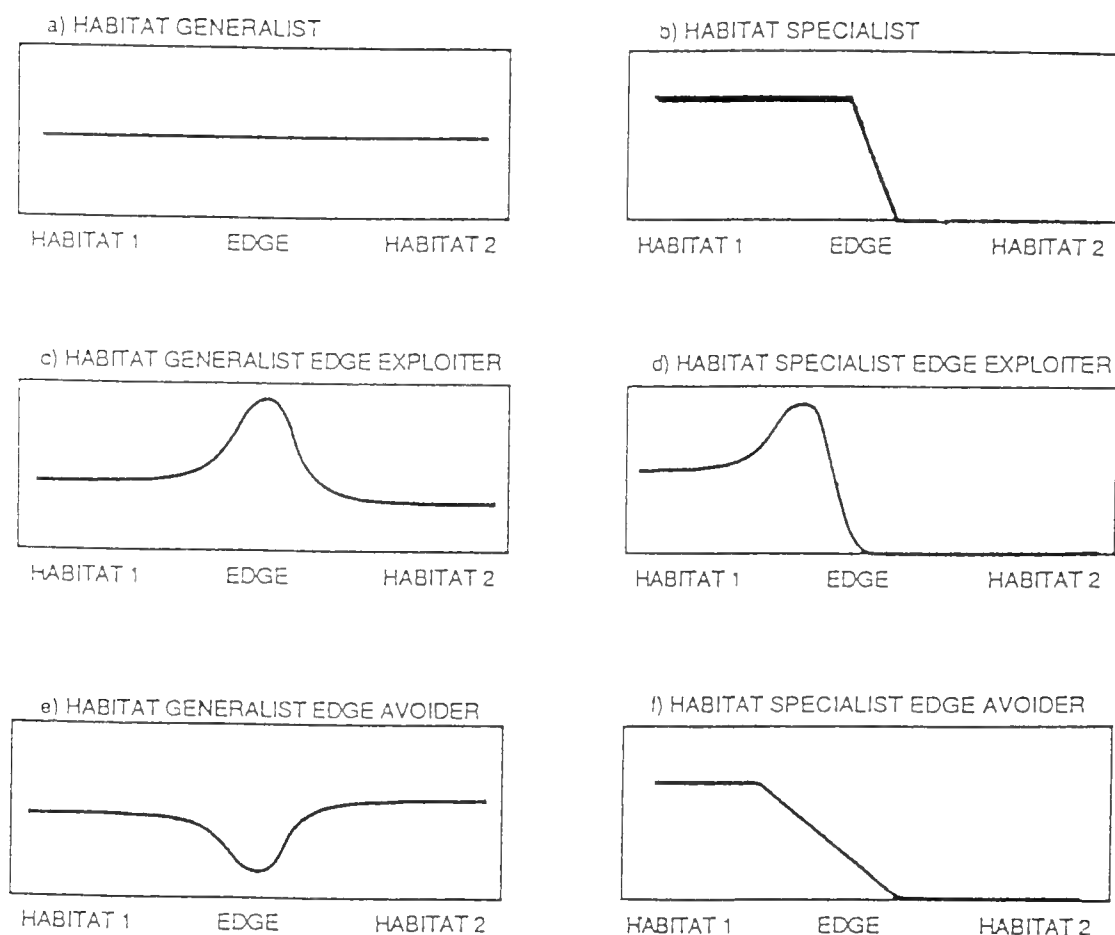 a) HABITAT GENERALIST
b) HABITAT SPECIALIST
HABITAT 1 EDGE HABITAT 2
HABITAT 1 EDGE HABITAT 2
c) HABITAT GENERALIST EDGE EXPLOITER
d) HABITAT SPECIALIST EDGE EXPLOITER
HABITAT 1 EDGE HABITAT 2
HABITAT 1 EDGE HABITAT 2
e) HABITAT GENERALIST EDGE AVOIDER
f) HABITAT SPECIALIST EDGE AVOIDER
HABITAT 1 EDGE HABITAT 2
HABITAT 1 EDGE HABITAT 2